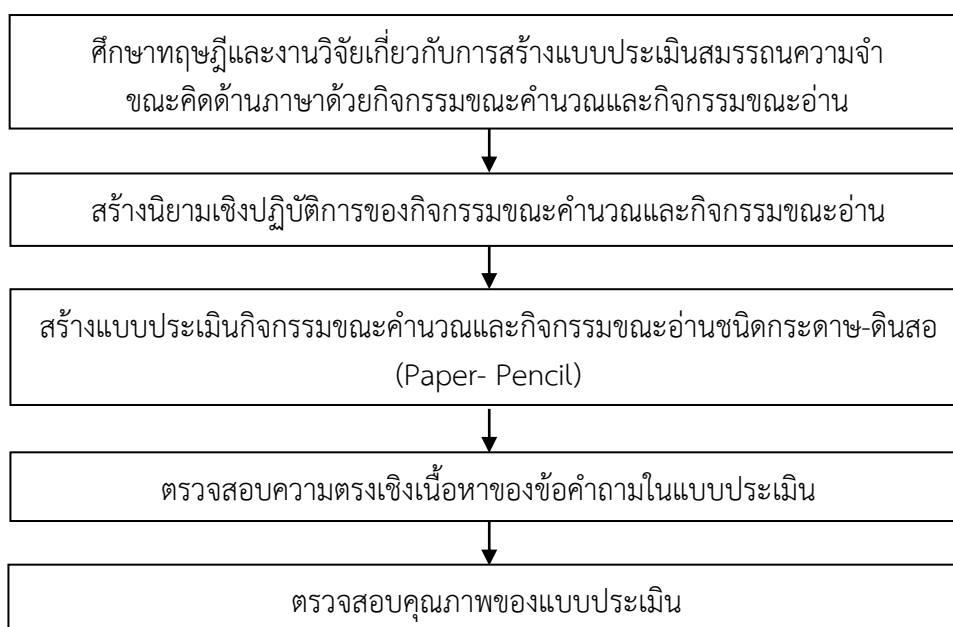 ศึกษาทฤษฎีและงานวิจัยเกี่ยวกับการสร้างแบบประเมินสมรรถนความจำ
ขณะคิดด้านภาษาด้วยกิจกรรมขณะคำนวณและกิจกรรมขณะอ่าน
สร้างนิยามเชิงปฏิบัติการของกิจกรรมขณะคำนวณและกิจกรรมขณะอ่าน
สร้างแบบประเมินกิจกรรมขณะคำนวณและกิจกรรมขณะอ่านชนิดกระดาษ-ดินสอ
(Paper- Pencil)
ตรวจสอบความตรงเชิงเนื้อหาของข้อคำถามในแบบประเมิน
ตรวจสอบคุณภาพของแบบประเมิน